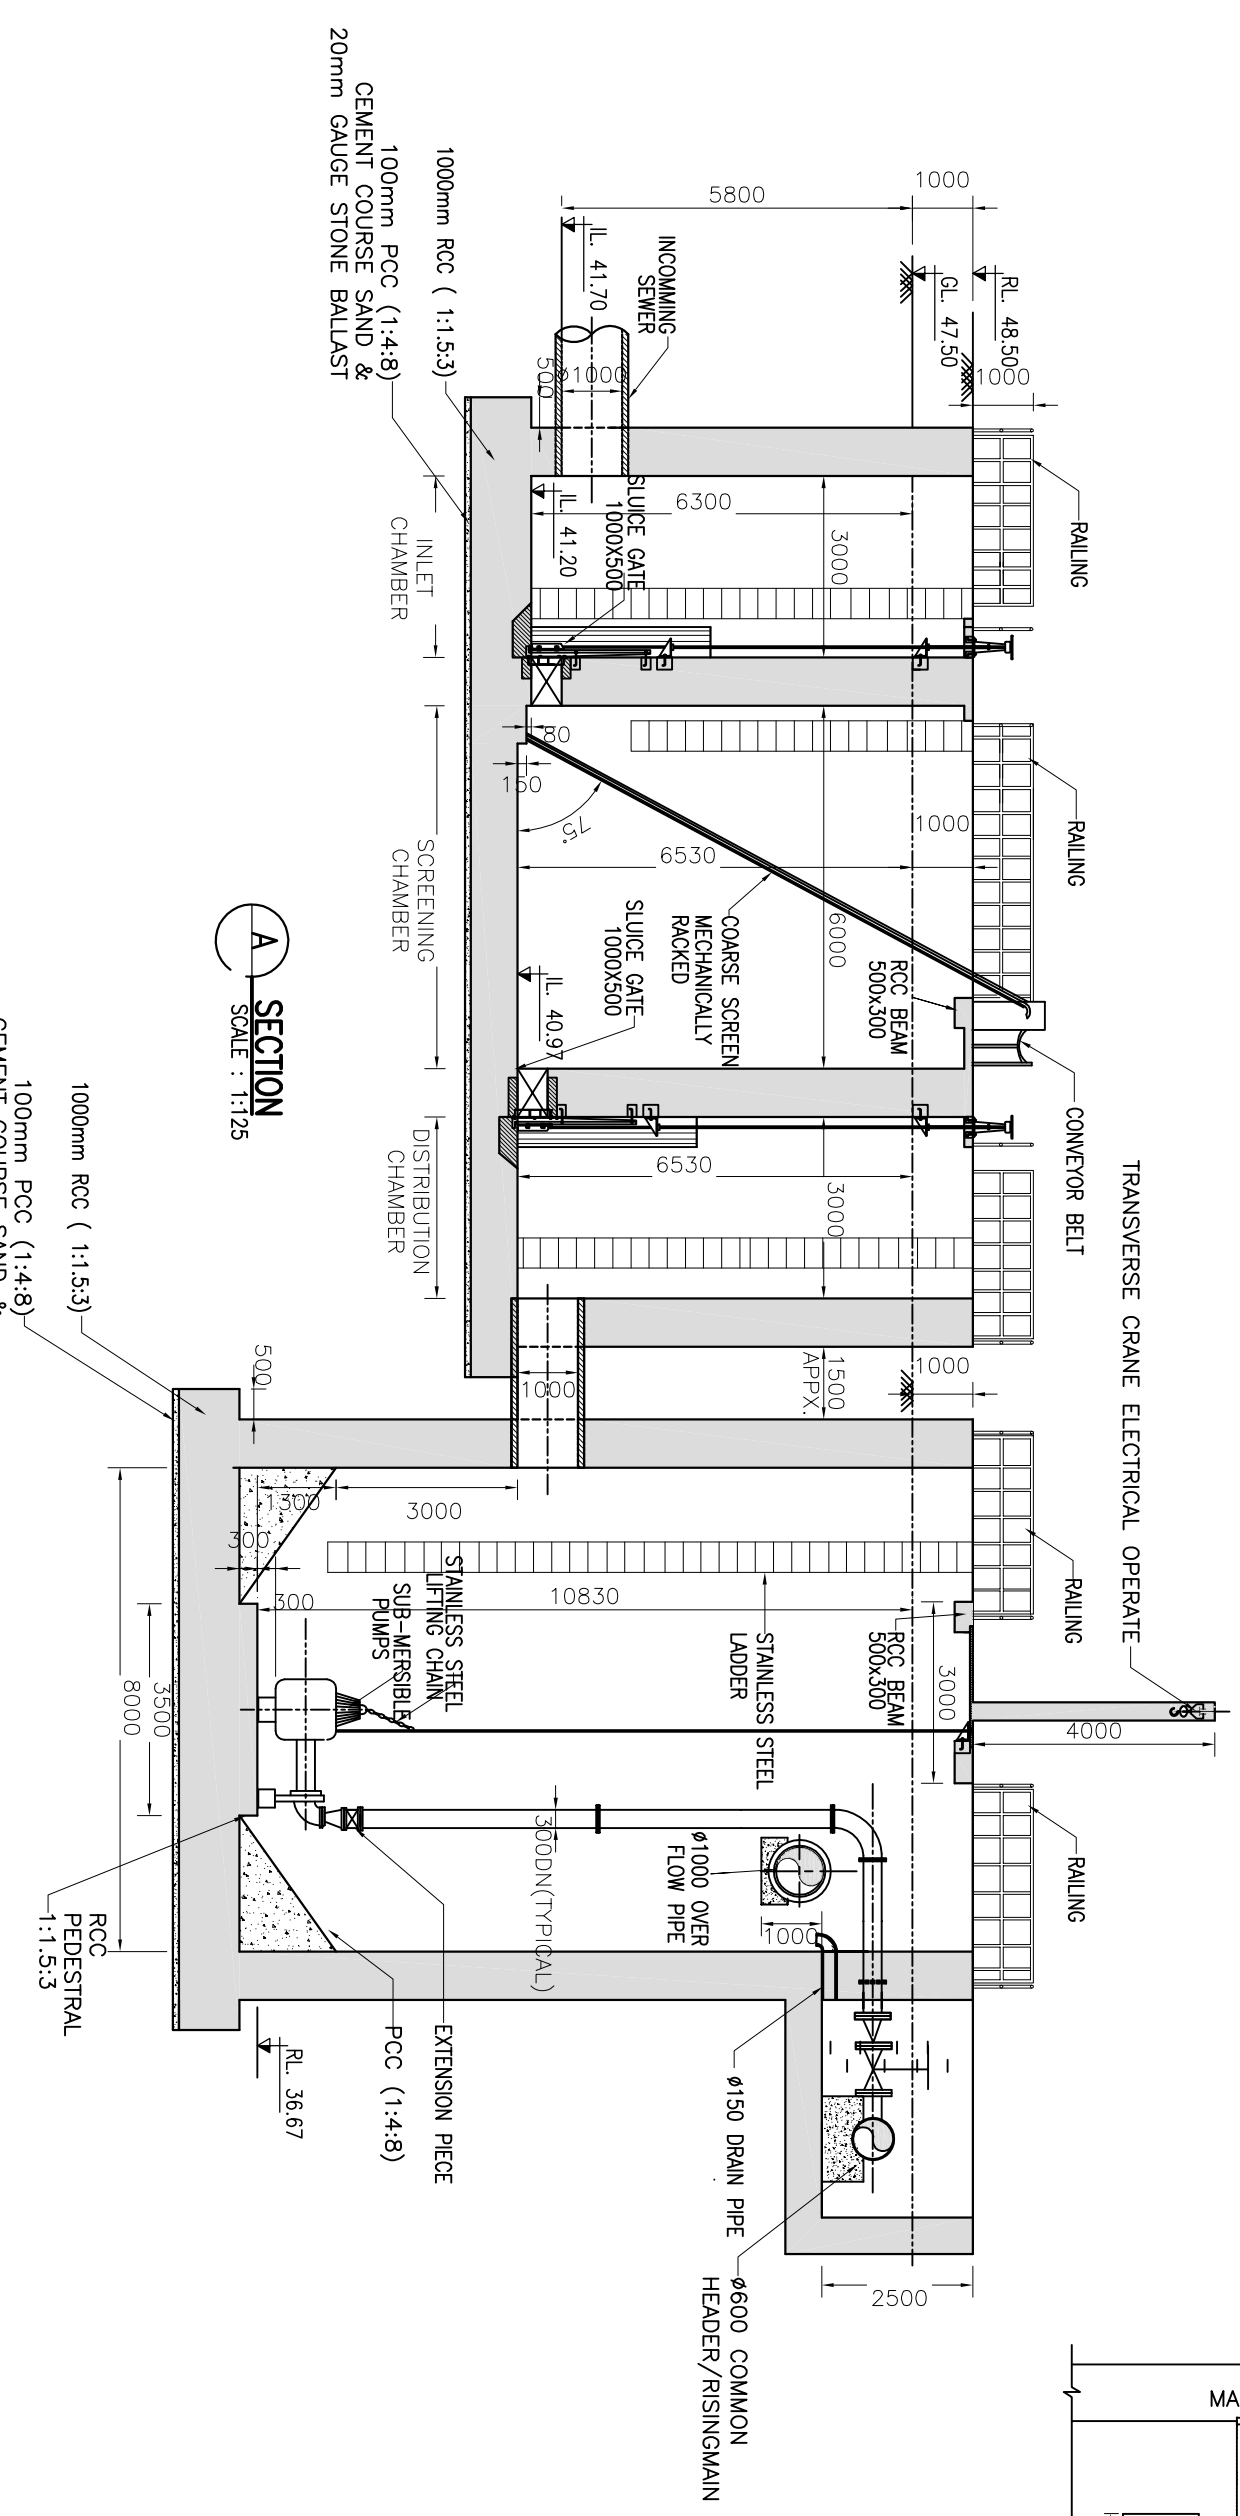 TRANSVERSE CRANE ELECTRICAL OPERATE
RAILING
RAILING
CONVEYOR BELT
RAILING
RAILING
4000
RL. 48.50
GL. 47.50
1000
1000
5800
1000
1000
1000
RCC BEAM
500x300
RCC BEAM
500x300
3000
2500
INCOMMING
SEWER
IL. 41.70
500
Ø1000
6300
3000
SLUICE GATE
1000X500
IL. 41.20
80
150
75°
6530
6000
COARSE SCREEN
MECHANICALLY
RACKED
SLUICE GATE
1000X500
IL. 40.97
6530
3000
1500
APPX.
1000
STAINLESS STEEL
LADDER
10830
Ø1000 OVER
FLOW PIPE
1000
Ø150 DRAIN PIPE
Ø600 COMMON
HEADER/RISINGMAIN
1000mm RCC ( 1:1.5:3)
100mm PCC (1:4:8)
CEMENT COURSE SAND &
20mm GAUGE STONE BALLAST
INLET
CHAMBER
SCREENING
CHAMBER
DISTRIBUTION
CHAMBER
3000
1300
300
300
500
STAINLESS STEEL
LIFTING CHAIN
SUB-MERSIBLE
PUMPS
300DN(TYPICAL)
EXTENSION PIECE
PCC (1:4:8)
RL. 36.67
3500
8000
RCC
PEDESTRAL
1:1.5:3
A
SECTION
SCALE : 1:125
1000mm RCC ( 1:1.5:3)
100mm PCC (1:4:8)
CEMENT COURSE SAND &
MA